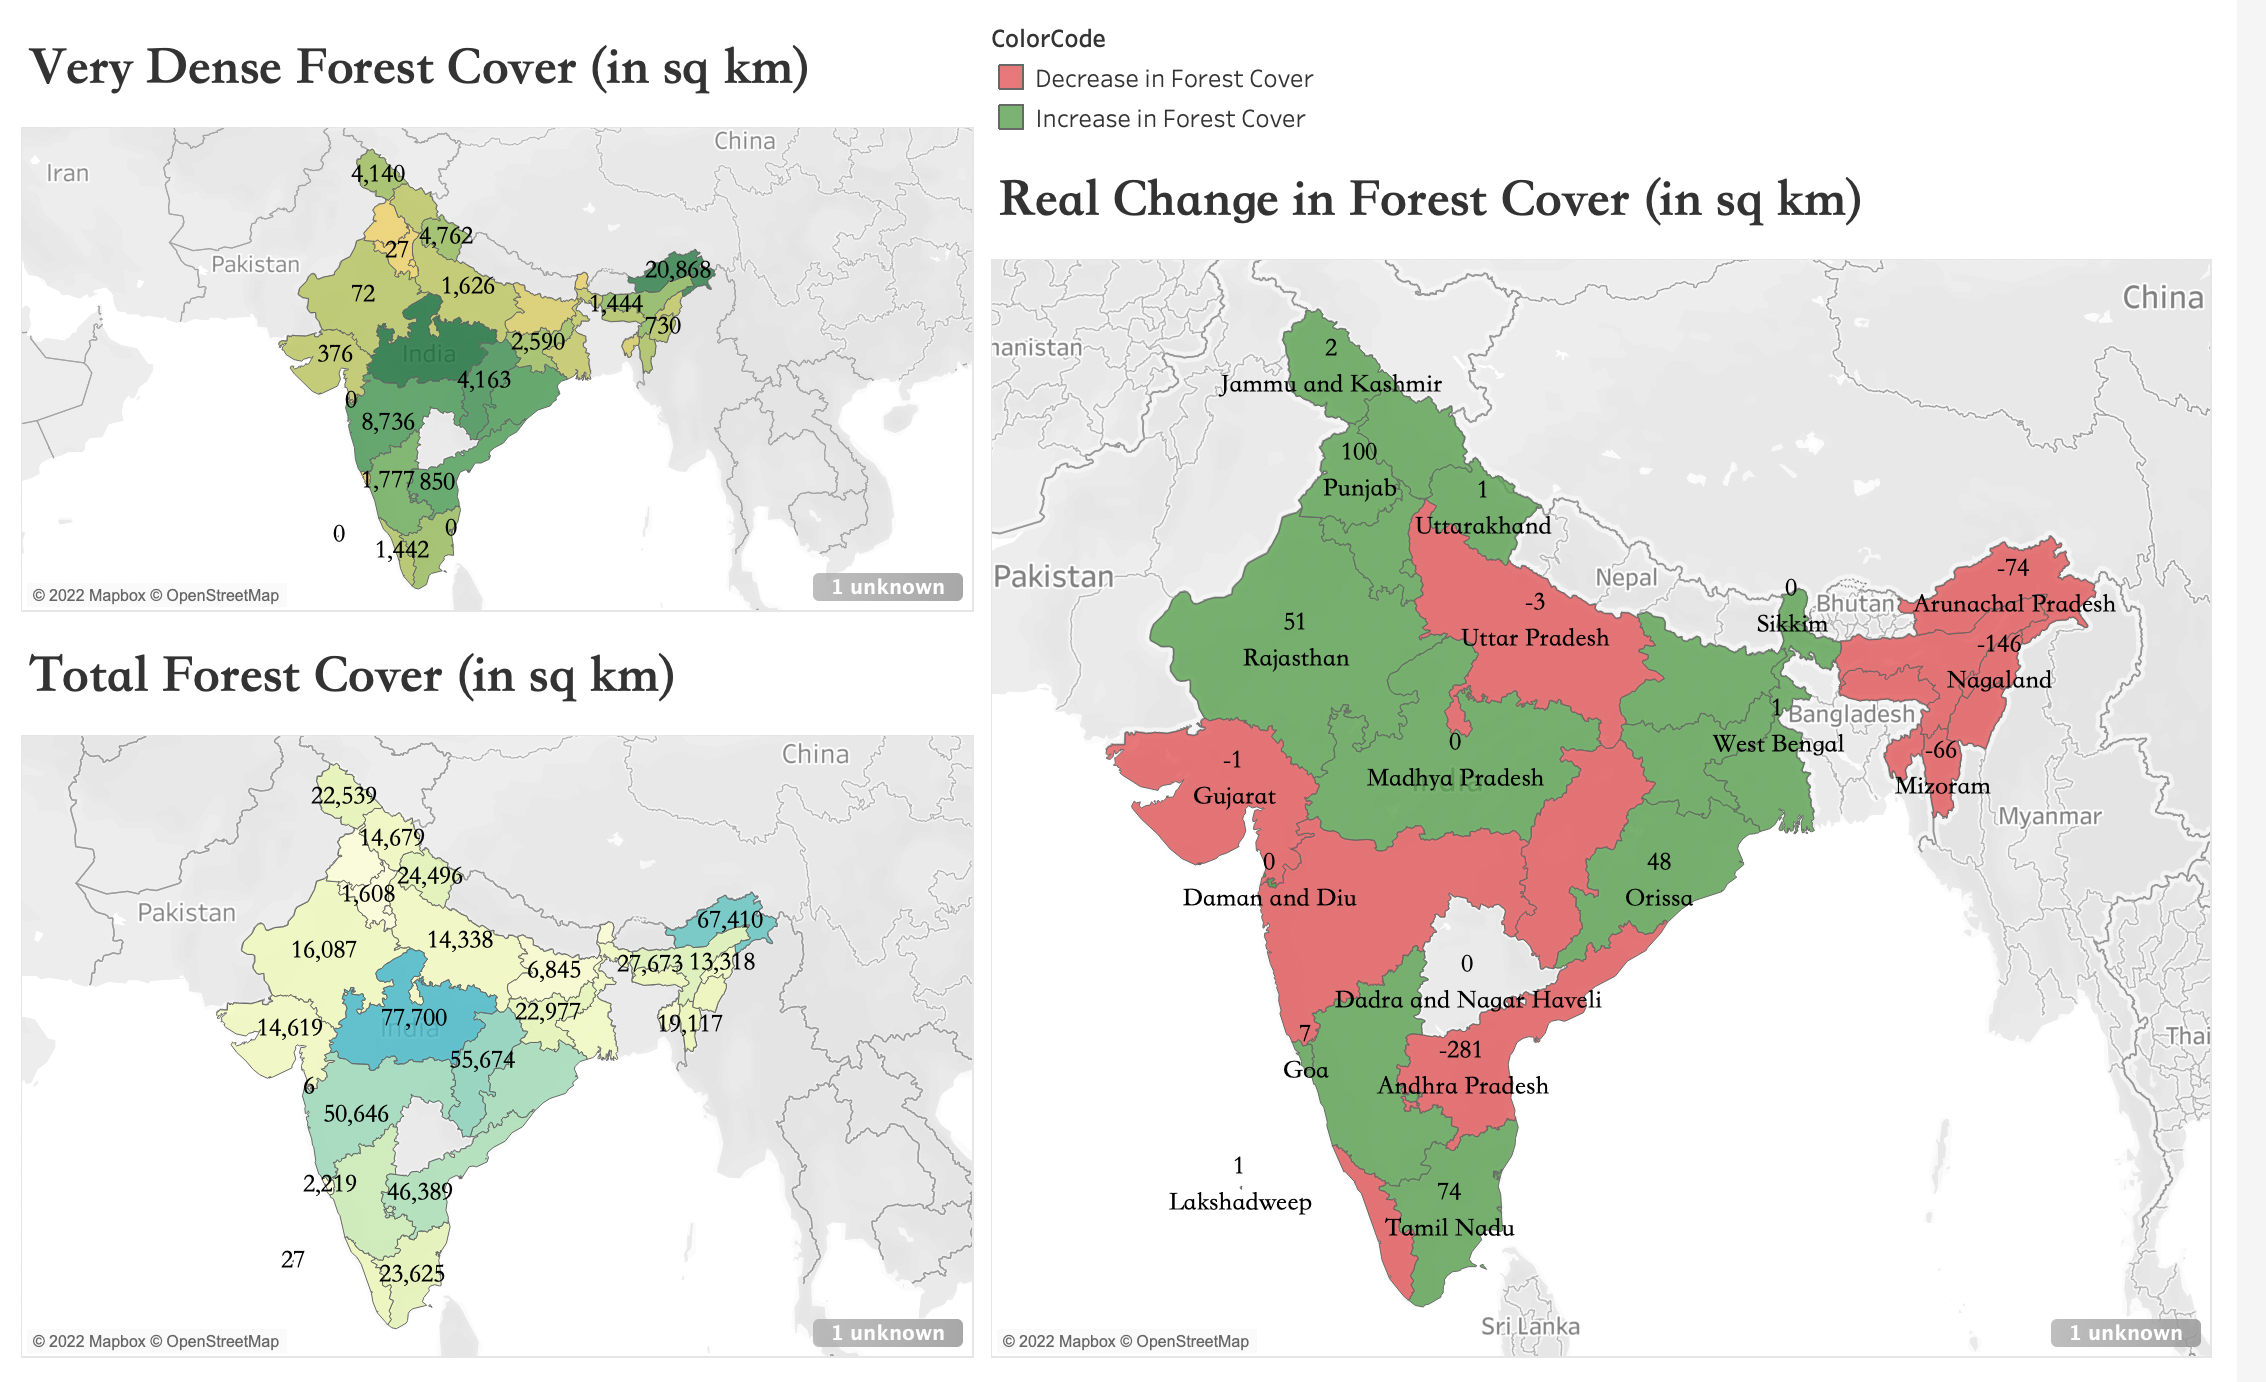 Very Dense Forest Cover (in sq km)
China
Iran
4,140
4,762
27
Pakistan
20,868
72
1,626
1,444
730
2,590
376
India
4,163
0
8,736
1,777
850
0
0
1,442
© 2022 Mapbox © OpenStreetMap
1 unknown
Total Forest Cover (in sq km)
China
22,539
14,679
24,496
1,608
Pakistan
67,410
14,338
16,087
27,673
13,318
6,845
22,977
77,700
India
14,619
19,117
55,674
6
50,646
2,219
46,389
27
23,625
© 2022 Mapbox © OpenStreetMap
1 unknown
ColorCode
Decrease in Forest Cover
Increase in Forest Cover
Real Change in Forest Cover (in sq km)
China
nanistan
2
Jammu and Kashmir
100
Punjab
1
Uttarakhand
Pakistan
Nepal
-74
Arunachal Pradesh
0
Sikkim
Bhutan
-3
Uttar Pradesh
51
Rajasthan
-146
Nagaland
1
West Bengal
Bangladesh
0
Madhya Pradesh
India
-1
Gujarat
-66
Mizoram
Myanmar
0
Daman and Diu
48
Orissa
0
Dadra and Nagar Haveli
7
Goa
-281
Andhra Pradesh
Thai
1
Lakshadweep
74
Tamil Nadu
Sri Lanka
© 2022 Mapbox © OpenStreetMap
1 unknown